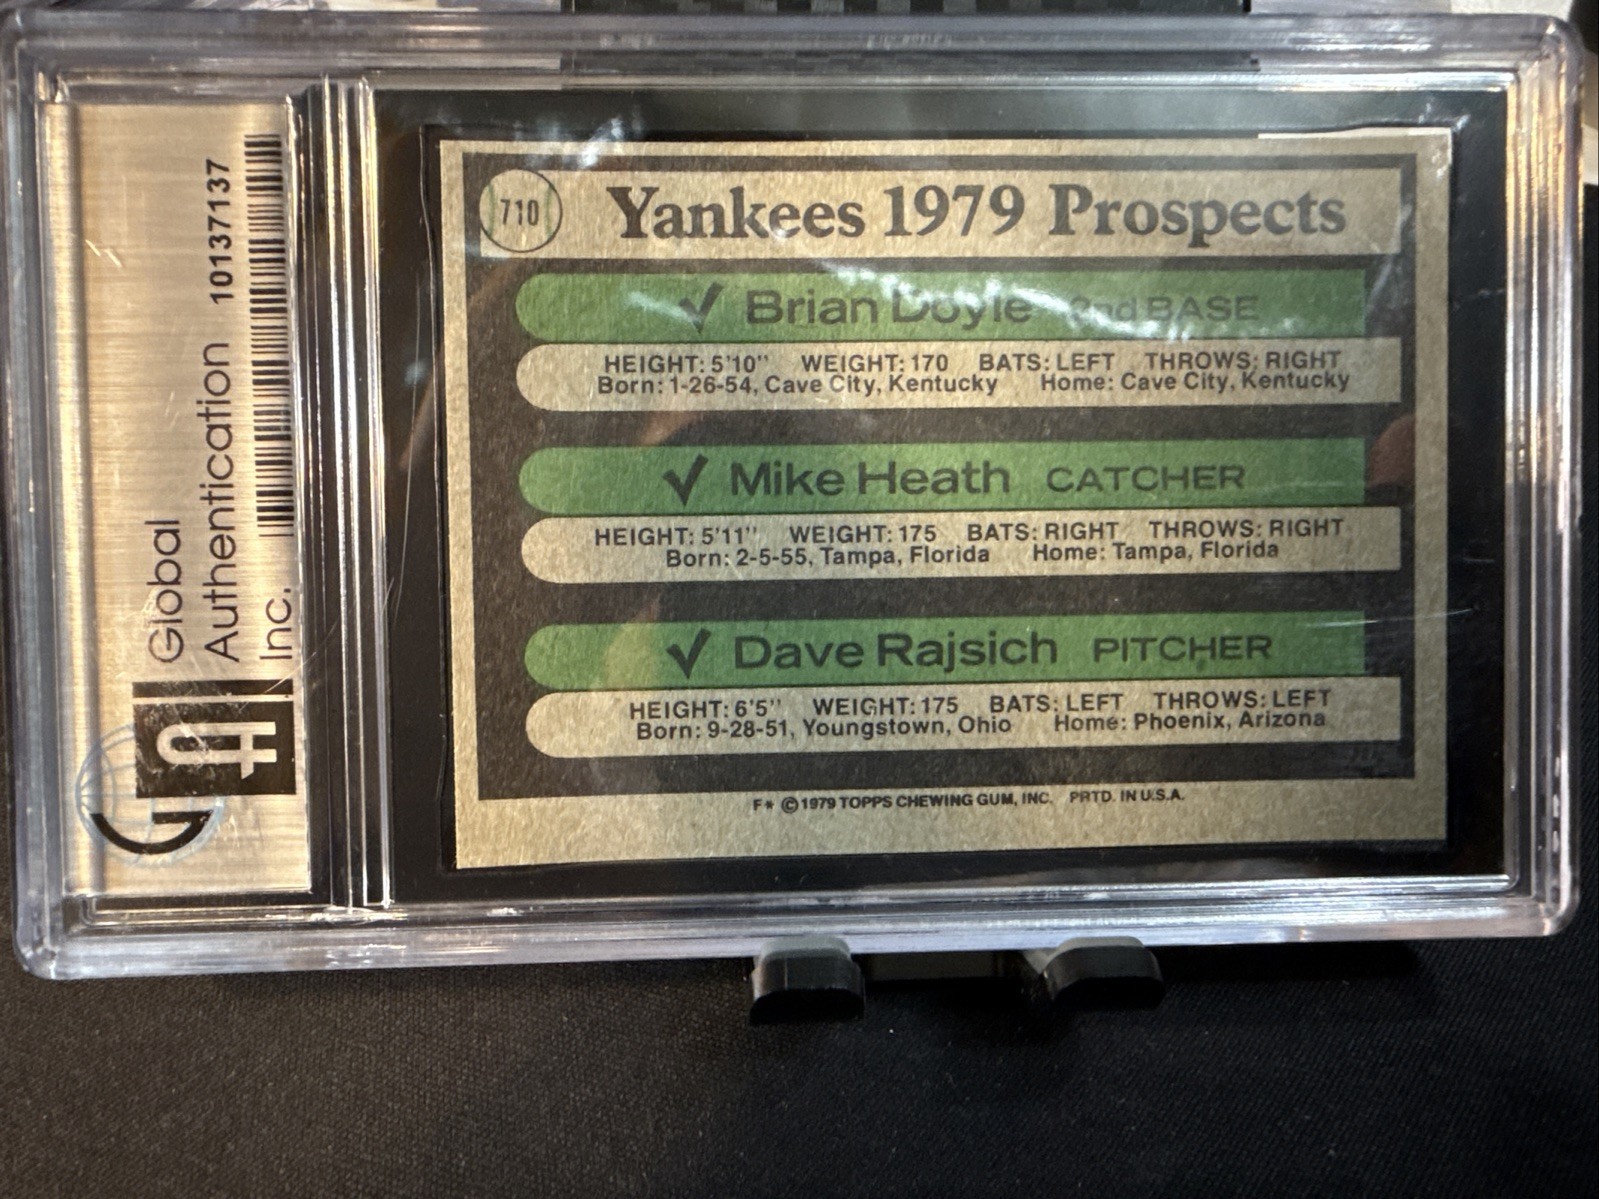 Global
Authentication
Inc.
10137137
GAI
710
Yankees 1979 Prospects
✓ Brian Doyle 2nd BASE
HEIGHT: 5'10" WEIGHT: 170 BATS: LEFT THROWS: RIGHT
Born: 1-26-54, Cave City, Kentucky Home: Cave City, Kentucky
✓ Mike Heath CATCHER
HEIGHT: 5'11" WEIGHT: 175 BATS: RIGHT THROWS: RIGHT
Born: 2-5-55, Tampa, Florida Home: Tampa, Florida
✓ Dave Rajsich PITCHER
HEIGHT: 6'5" WEIGHT: 175 BATS: LEFT THROWS: LEFT
Born: 9-28-51, Youngstown, Ohio Home: Phoenix, Arizona
F* © 1979 TOPPS CHEWING GUM, INC. PRTD. IN U.S.A.